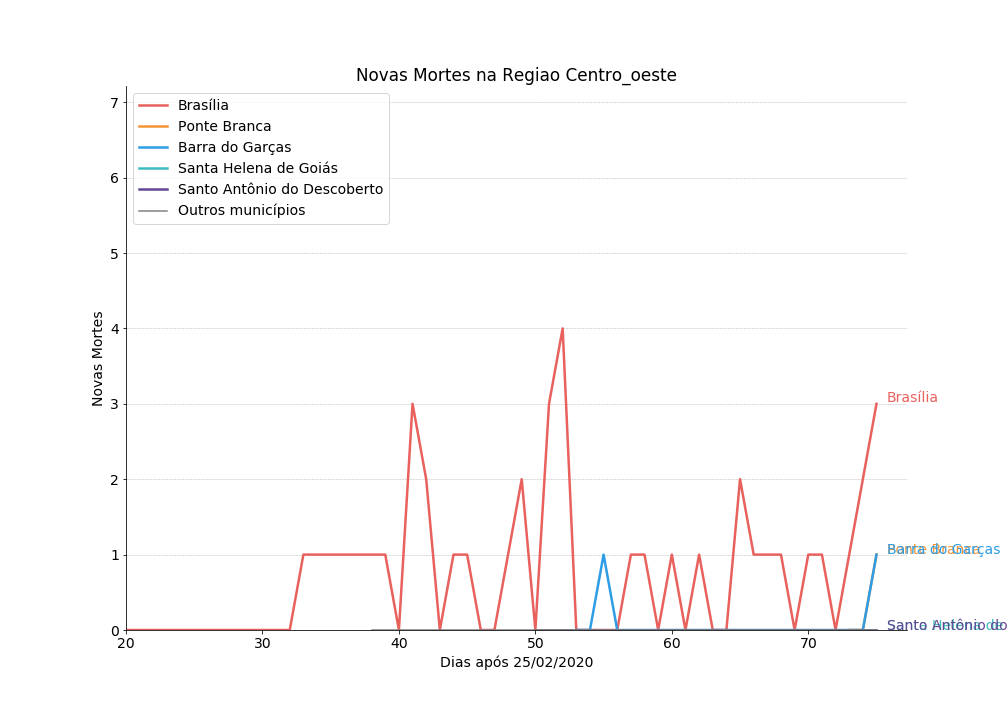 Novas Mortes na Regiao Centro_oeste
7
6
5
4
3
2
1
0
Novas Mortes
Brasília
Ponte Branca
Barra do Garças
Santa Helena de Goiás
Santo Antônio do Descoberto
Outros municípios
Brasília
Barra do Garças
Santo Antônio do
20
30
40
50
60
70
Dias após 25/02/2020